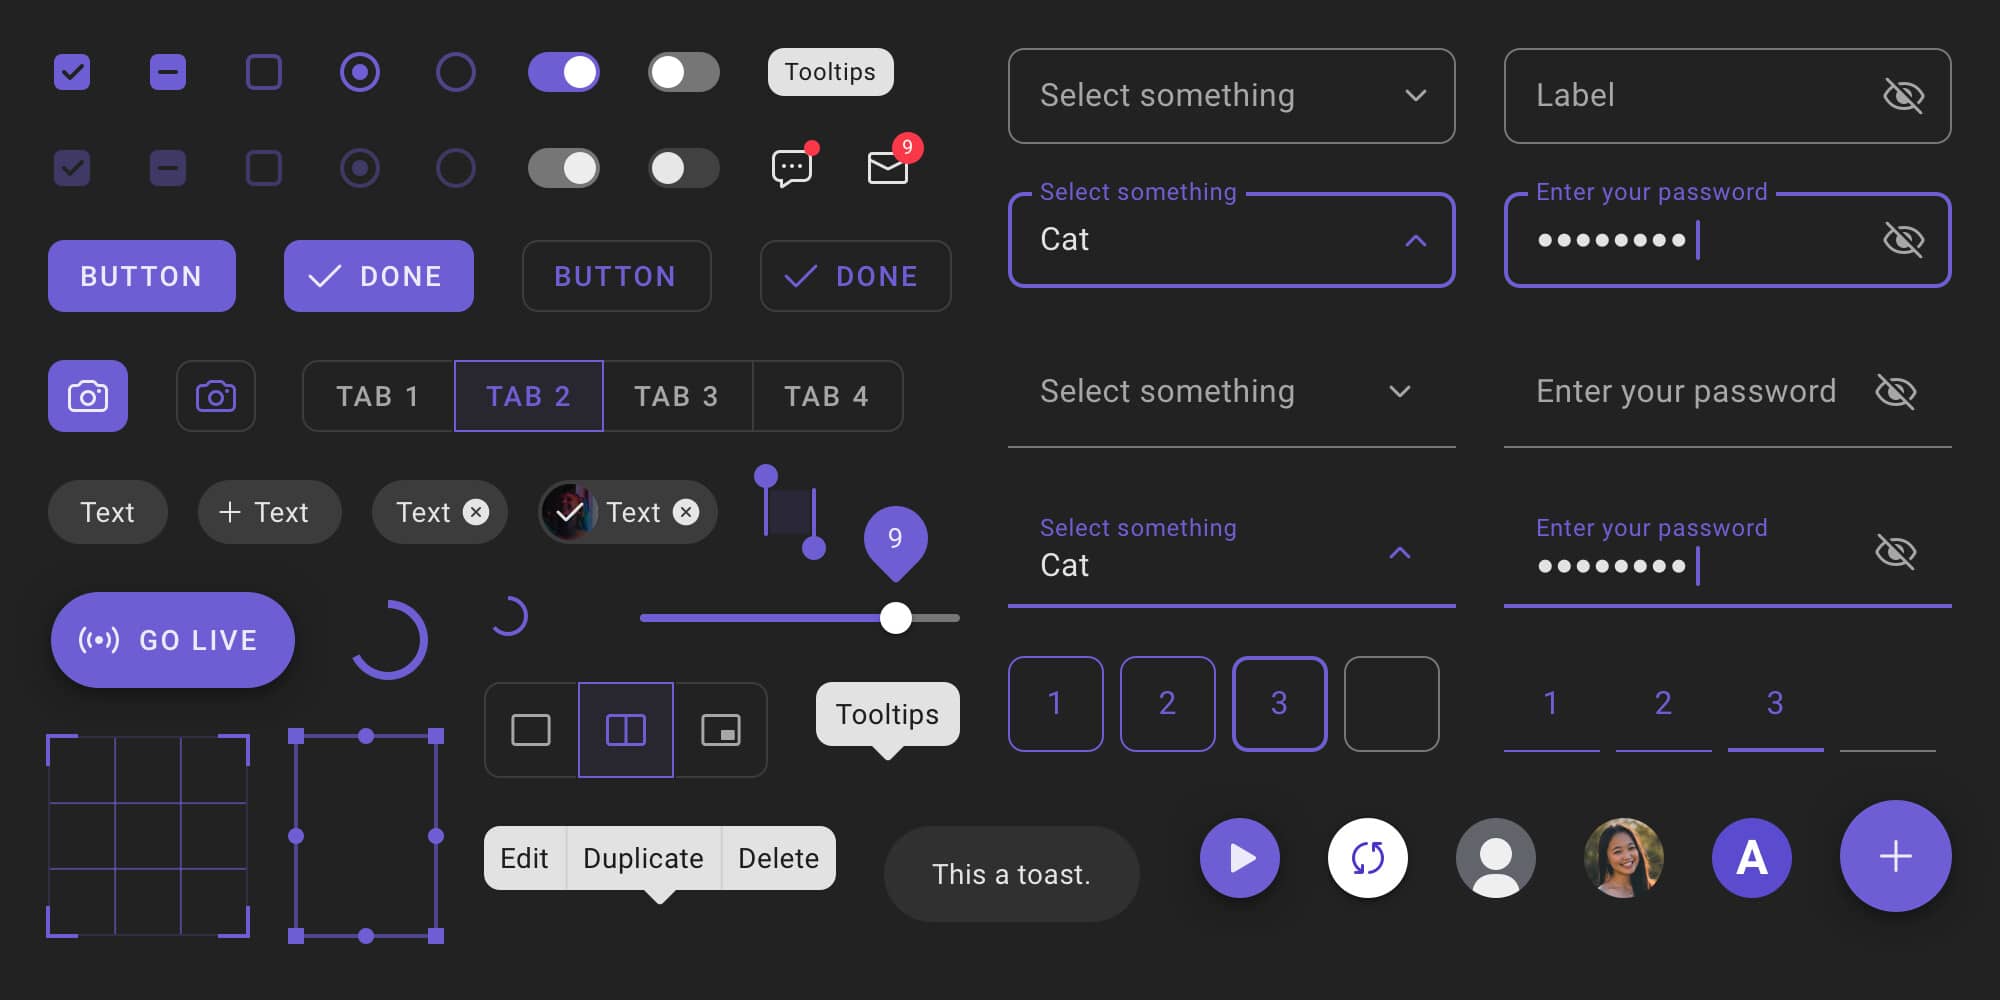 Tooltips
9
BUTTON
DONE
BUTTON
DONE
TAB 1
TAB 2
TAB 3
TAB 4
Text
Text
Text
Text
9
GO LIVE
Tooltips
Edit
Duplicate
Delete
This a toast.
Select something
Label
Select something
Cat
Enter your password
••••••••
Select something
Enter your password
Select something
Cat
Enter your password
••••••••
1
2
3
1
2
3
A